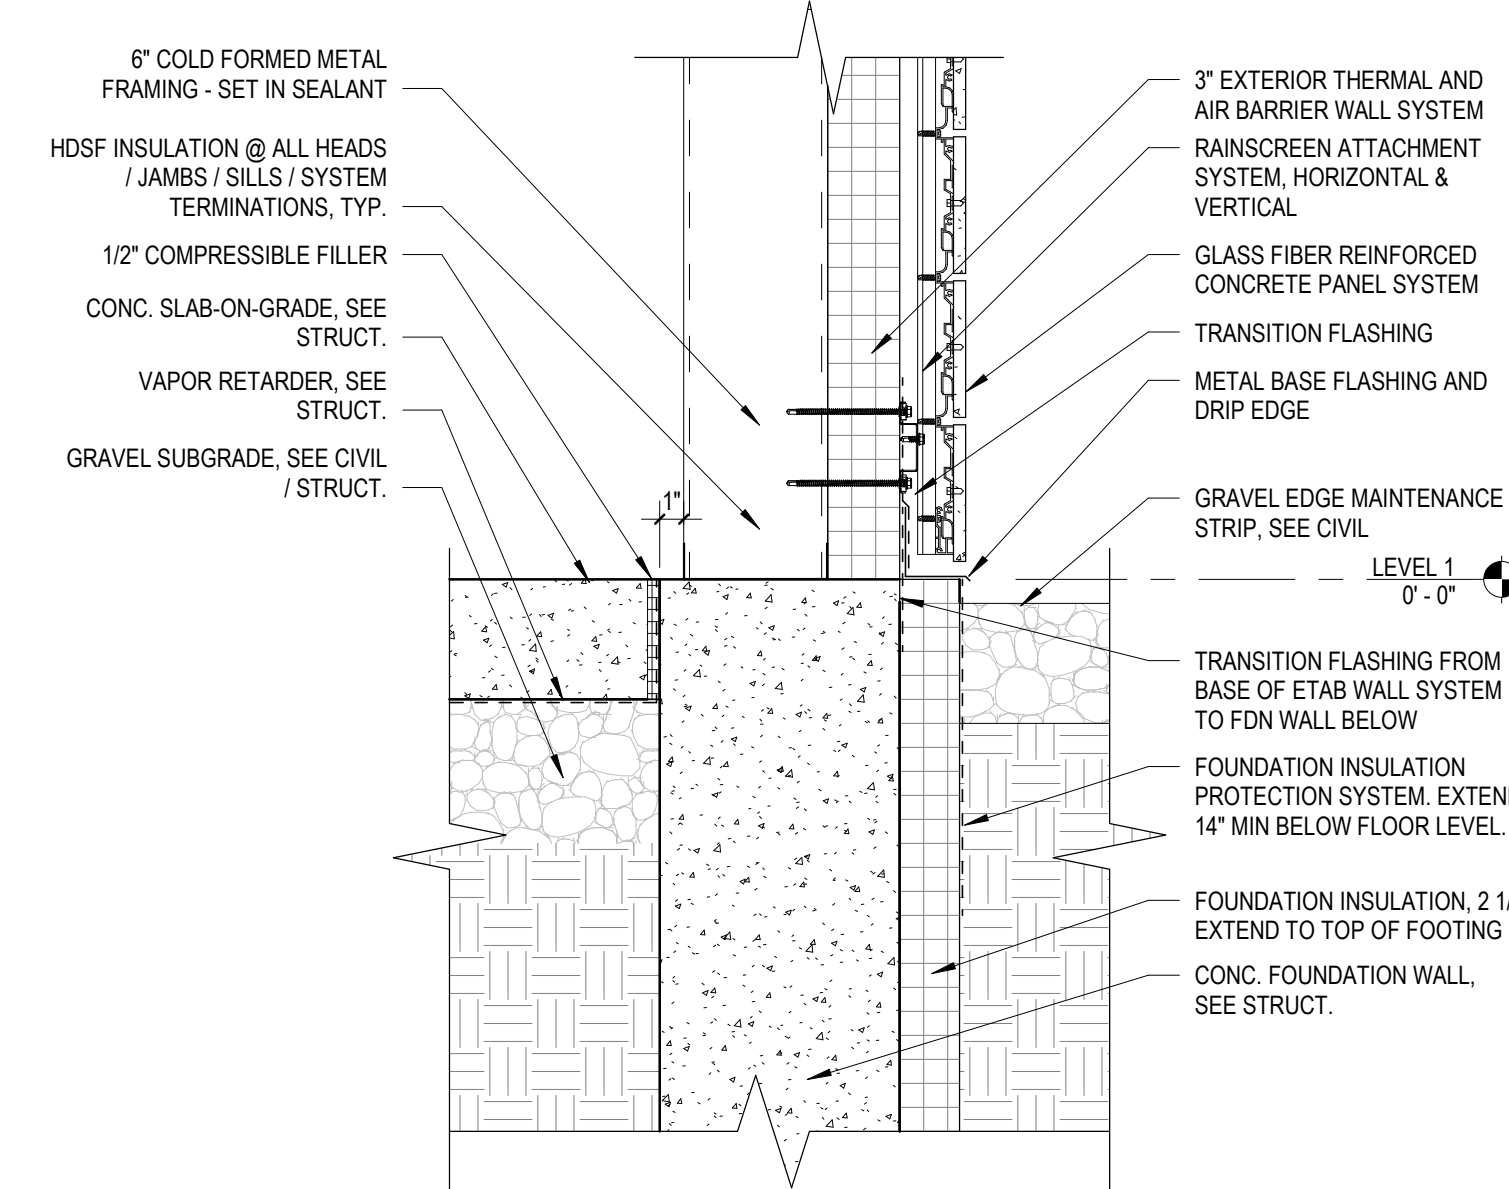 6" COLD FORMED METAL
FRAMING - SET IN SEALANT
HDSF INSULATION @ ALL HEADS
/ JAMBS / SILLS / SYSTEM
TERMINATIONS, TYP.
1/2" COMPRESSIBLE FILLER
CONC. SLAB-ON-GRADE, SEE
STRUCT.
VAPOR RETARDER, SEE
STRUCT.
GRAVEL SUBGRADE, SEE CIVIL
/ STRUCT.
1"
3" EXTERIOR THERMAL AND
AIR BARRIER WALL SYSTEM
RAINSCREEN ATTACHMENT
SYSTEM, HORIZONTAL &
VERTICAL
GLASS FIBER REINFORCED
CONCRETE PANEL SYSTEM
TRANSITION FLASHING
METAL BASE FLASHING AND
DRIP EDGE
GRAVEL EDGE MAINTENANCE
STRIP, SEE CIVIL
LEVEL 1
0' - 0"
TRANSITION FLASHING FROM
BASE OF ETAB WALL SYSTEM
TO FDN WALL BELOW
FOUNDATION INSULATION
PROTECTION SYSTEM. EXTEN
14" MIN BELOW FLOOR LEVEL.
FOUNDATION INSULATION, 2 1/
EXTEND TO TOP OF FOOTING
CONC. FOUNDATION WALL,
SEE STRUCT.